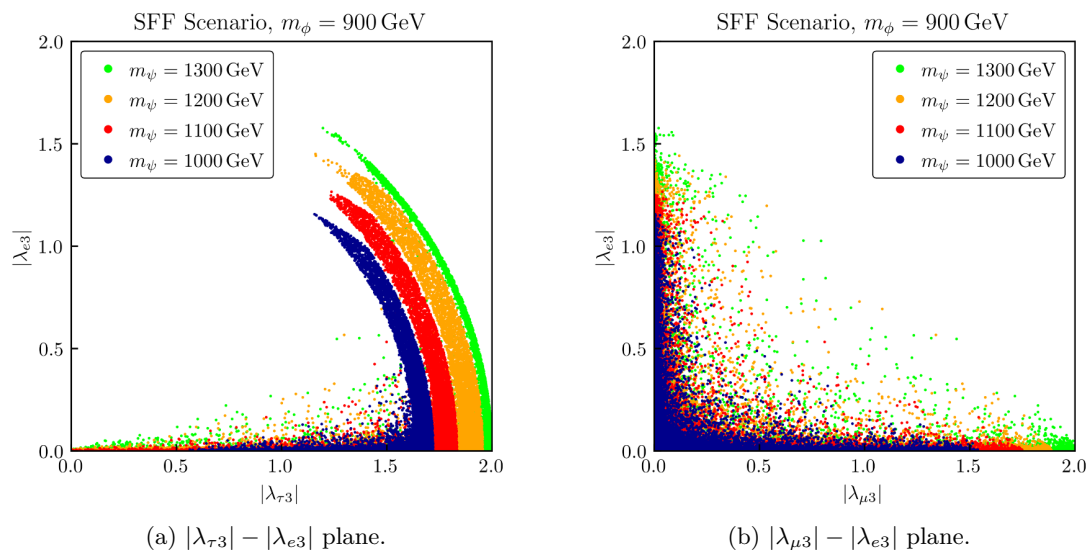 SFF Scenario, m_ϕ = 900 GeV
2.0
1.5
1.0
0.5
0.0
|λ_e3|
m_ψ = 1300 GeV
m_ψ = 1200 GeV
m_ψ = 1100 GeV
m_ψ = 1000 GeV
0.0 0.5 1.0 1.5 2.0
|λ_τ3|
(a) |λ_τ3| − |λ_e3| plane.
SFF Scenario, m_ϕ = 900 GeV
2.0
1.5
1.0
0.5
0.0
|λ_e3|
m_ψ = 1300 GeV
m_ψ = 1200 GeV
m_ψ = 1100 GeV
m_ψ = 1000 GeV
0.0 0.5 1.0 1.5 2.0
|λ_μ3|
(b) |λ_μ3| − |λ_e3| plane.